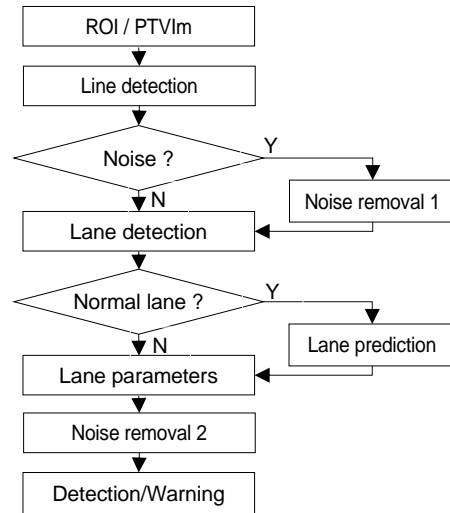 ROI / PTVIm
Line detection
Noise ?
Y
N
Noise removal 1
Lane detection
Normal lane ?
Y
N
Lane prediction
Lane parameters
Noise removal 2
Detection/Warning